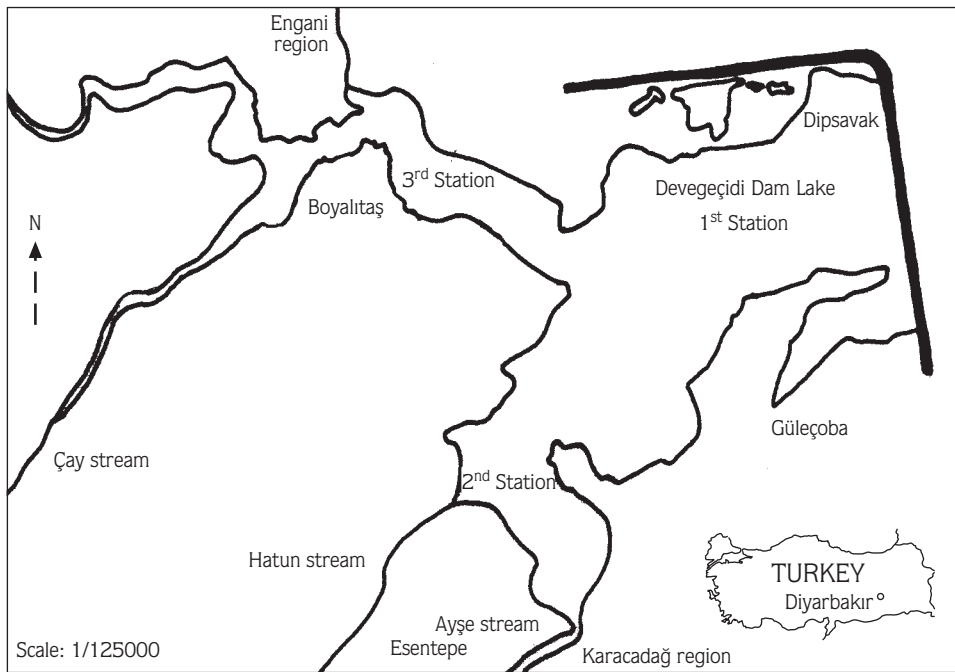 Engani
region
Dipsavak
3rd Station
Devegeçidi Dam Lake
Boyalıtaş
1st Station
N
Güleçoba
Çay stream
2nd Station
Hatun stream
TURKEY
Diyarbakır
Ayşe stream
Esentepe
Karacadağ region
Scale: 1/125000